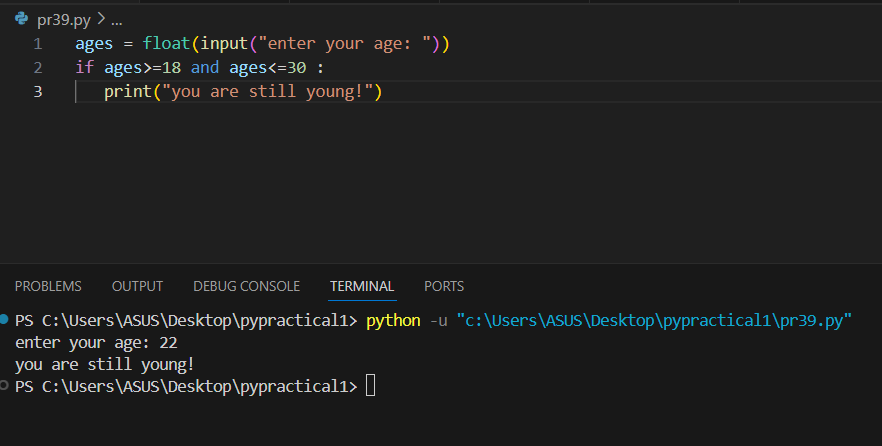 pr39.py > ...
1 ages = float(input("enter your age: "))
2 if ages>=18 and ages<=30 :
3 print("you are still young!")
PROBLEMS OUTPUT DEBUG CONSOLE TERMINAL PORTS
PS C:\Users\ASUS\Desktop\pypractical1> python -u "c:\Users\ASUS\Desktop\pypractical1\pr39.py"
enter your age: 22
you are still young!
PS C:\Users\ASUS\Desktop\pypractical1>